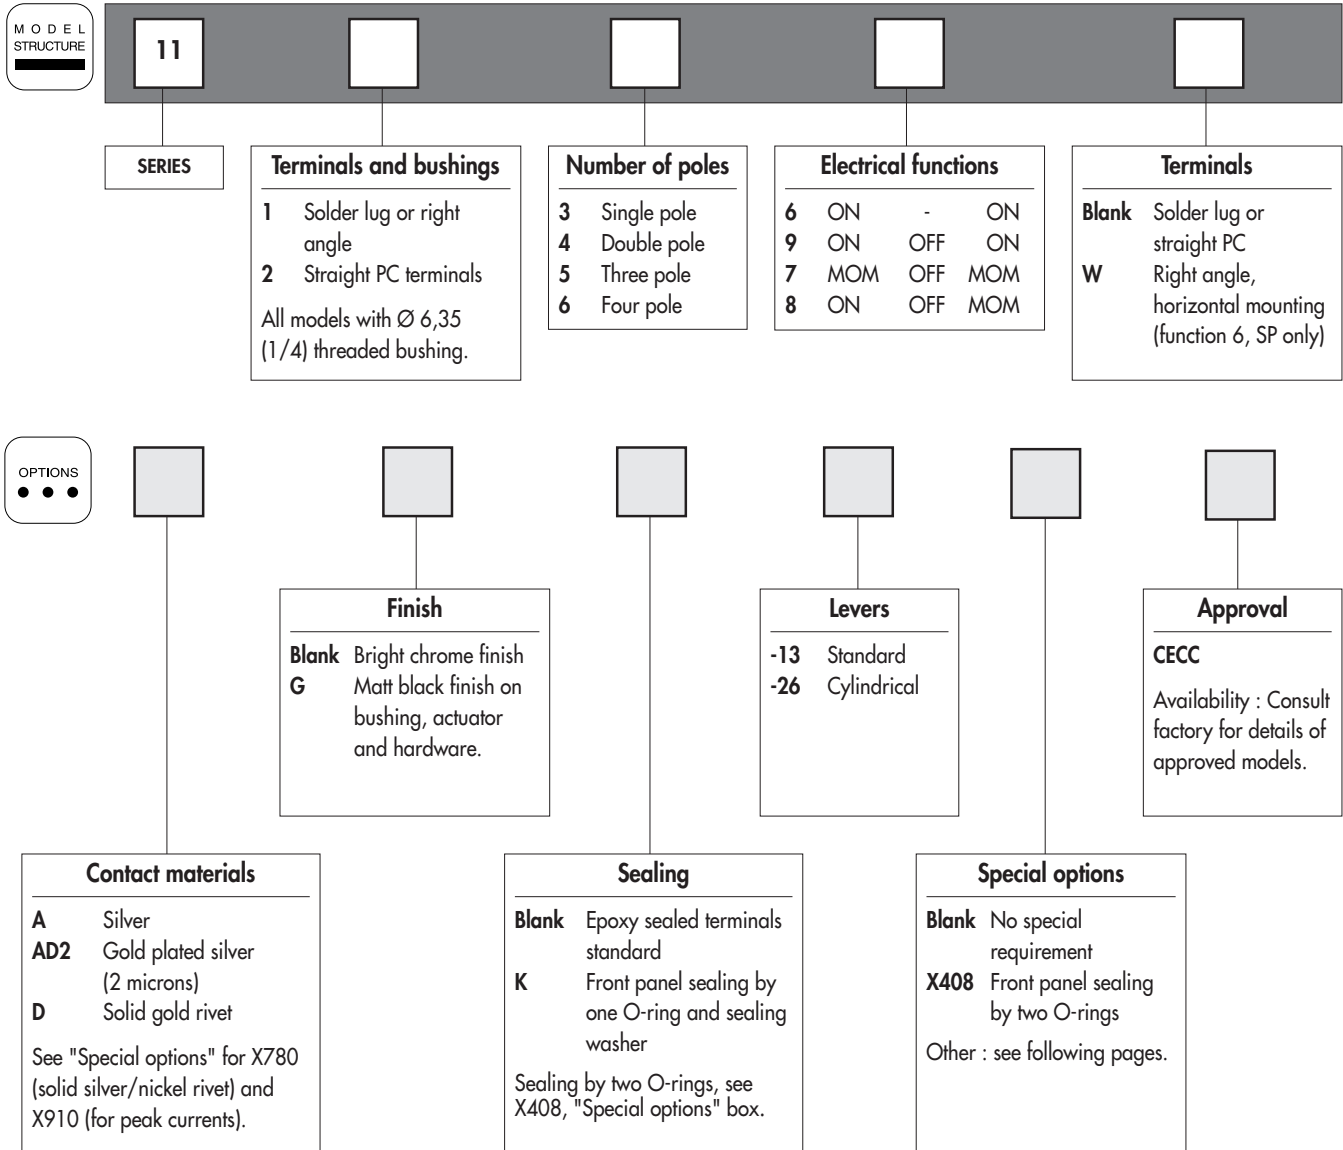 MODEL
STRUCTURE
11
SERIES
Terminals and bushings
1 Solder lug or right
angle
2 Straight PC terminals
All models with Ø 6,35
(1/4) threaded bushing.
Number of poles
3 Single pole
4 Double pole
5 Three pole
6 Four pole
Electrical functions
6 ON - ON
9 ON OFF ON
7 MOM OFF MOM
8 ON OFF MOM
Terminals
Blank Solder lug or
straight PC
W Right angle,
horizontal mounting
(function 6, SP only)
OPTIONS
Finish
Blank Bright chrome finish
G Matt black finish on
bushing, actuator
and hardware.
Levers
-13 Standard
-26 Cylindrical
Approval
CECC
Availability : Consult
factory for details of
approved models.
Contact materials
A Silver
AD2 Gold plated silver
(2 microns)
D Solid gold rivet
See "Special options" for X780
(solid silver/nickel rivet) and
X910 (for peak currents).
Sealing
Blank Epoxy sealed terminals
standard
K Front panel sealing by
one O-ring and sealing
washer
Sealing by two O-rings, see
X408, "Special options" box.
Special options
Blank No special
requirement
X408 Front panel sealing
by two O-rings
Other : see following pages.